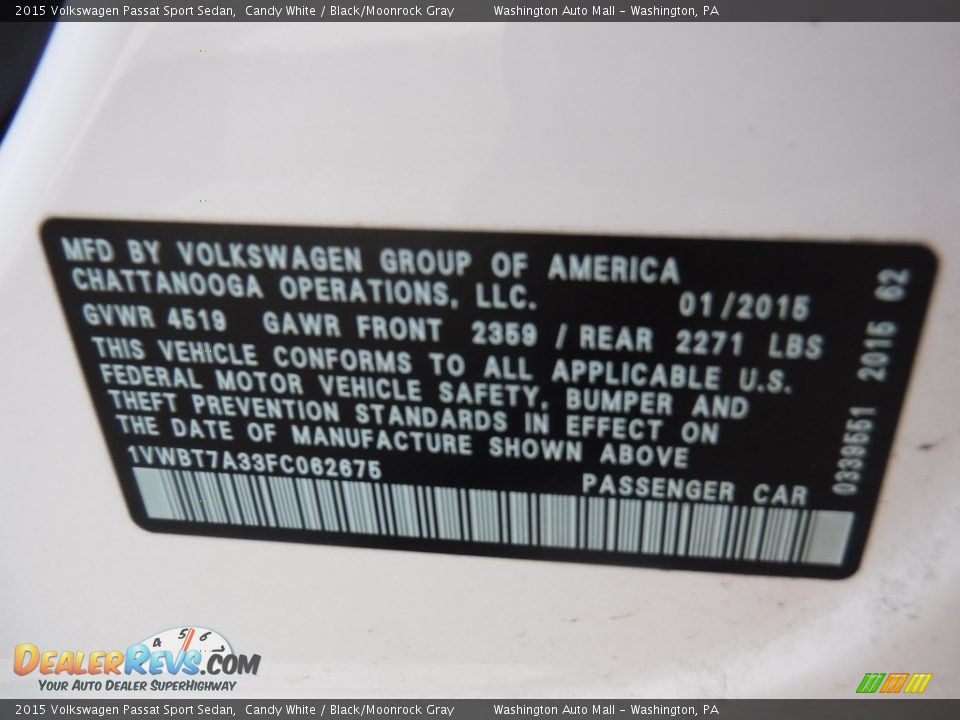 2015 Volkswagen Passat Sport Sedan,  Candy White / Black/Moonrock Gray    Washington Auto Mall - Washington, PA
MFD BY VOLKSWAGEN GROUP OF AMERICA
CHATTANOOGA OPERATIONS, LLC.    01/2015
GVWR 4519  GAWR FRONT  2359 / REAR  2271  LBS
THIS VEHICLE CONFORMS TO ALL APPLICABLE U.S.
FEDERAL MOTOR VEHICLE SAFETY, BUMPER AND
THEFT PREVENTION STANDARDS IN EFFECT ON
THE DATE OF MANUFACTURE SHOWN ABOVE
1VWBT7A33FC062675    PASSENGER CAR
0339551  2015  62
4 5 6
DEALERREVS.COM
YOUR AUTO DEALER SUPERHIGHWAY
2015 Volkswagen Passat Sport Sedan,  Candy White / Black/Moonrock Gray    Washington Auto Mall - Washington, PA